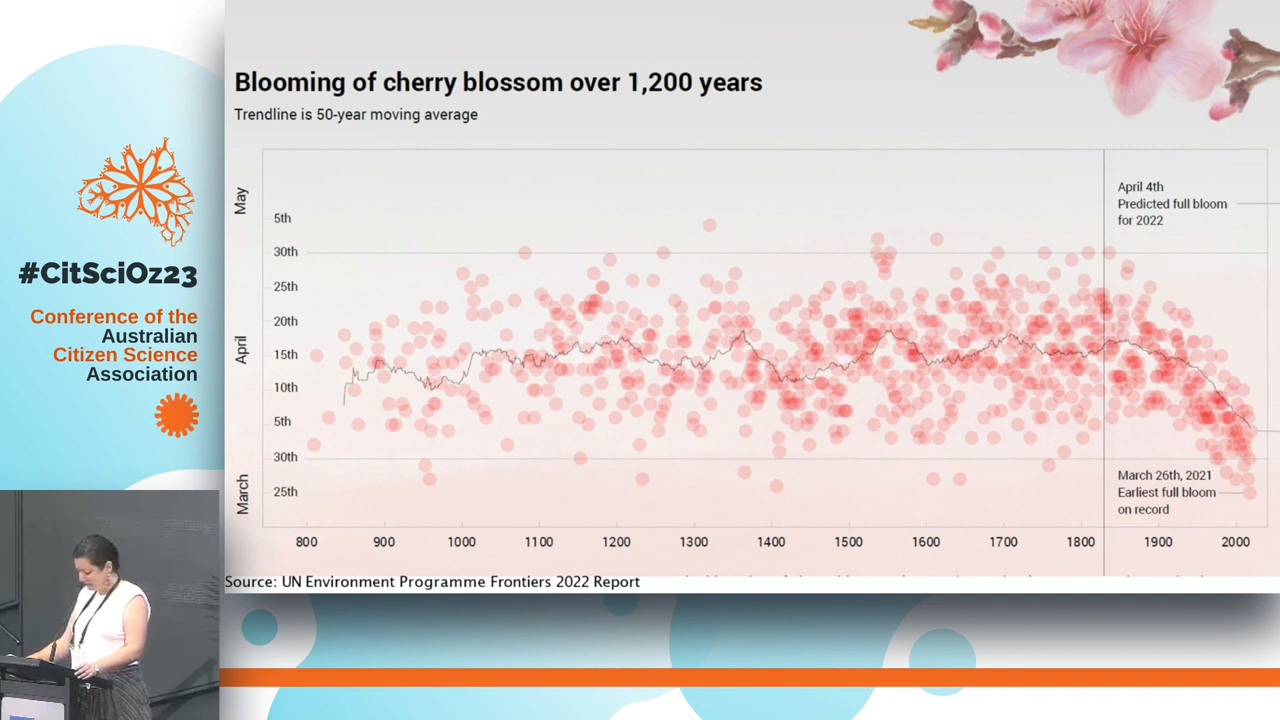 #CitSciOz23
Conference of the
Australian
Citizen Science
Association
Blooming of cherry blossom over 1,200 years
Trendline is 50-year moving average
May
April
March
5th
30th
25th
20th
15th
10th
5th
30th
25th
April 4th
Predicted full bloom
for 2022
March 26th, 2021
Earliest full bloom
on record
800 900 1000 1100 1200 1300 1400 1500 1600 1700 1800 1900 2000
Source: UN Environment Programme Frontiers 2022 Report